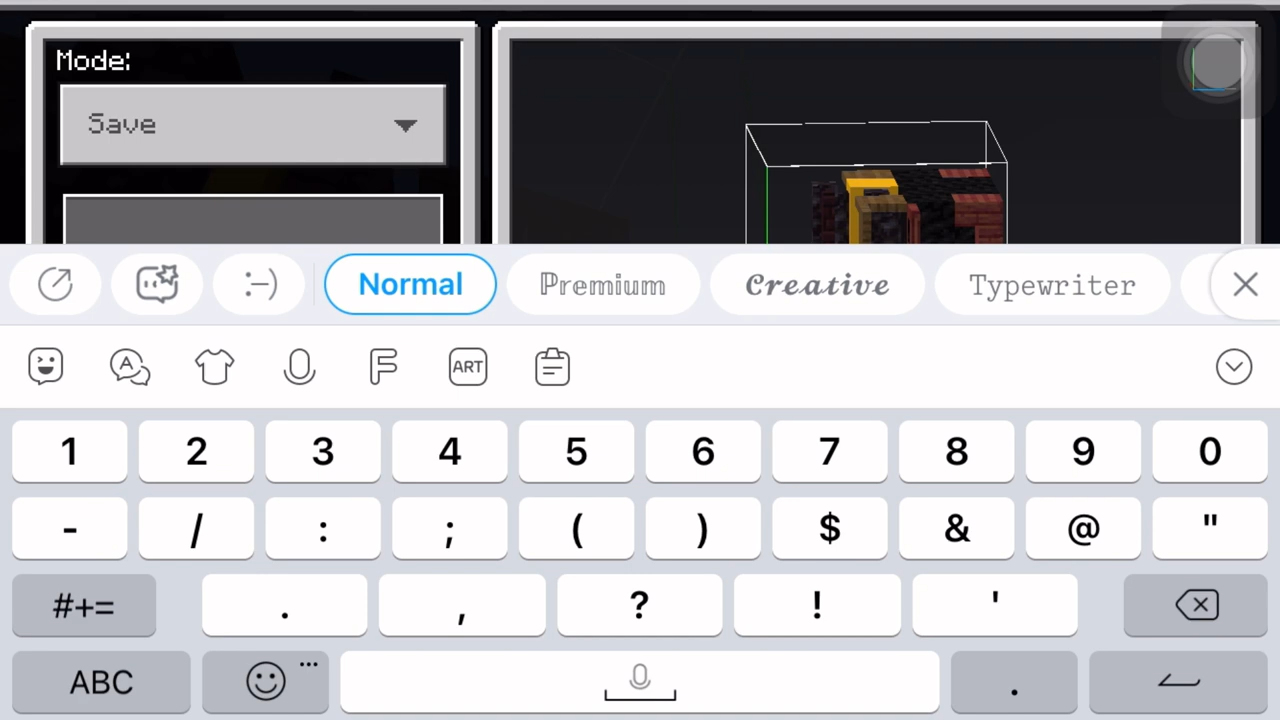 Mode:
Save
:-)
Normal
Premium
Creative
Typewriter
A
F
ART
1 2 3 4 5 6 7 8 9 0
- / : ; ( ) $ & @ "
#+= . , ? ! '
ABC .